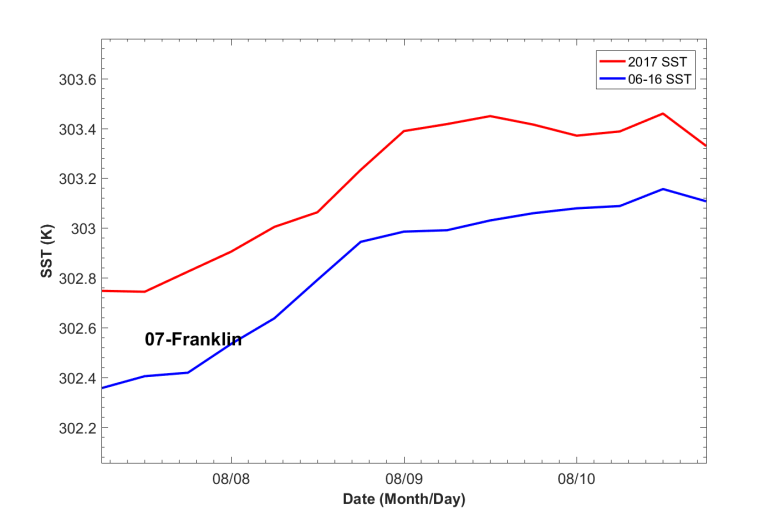 2017 SST
06-16 SST
303.6
303.4
303.2
303
302.8
302.6
302.4
302.2
SST (K)
07-Franklin
08/08
08/09
08/10
Date (Month/Day)